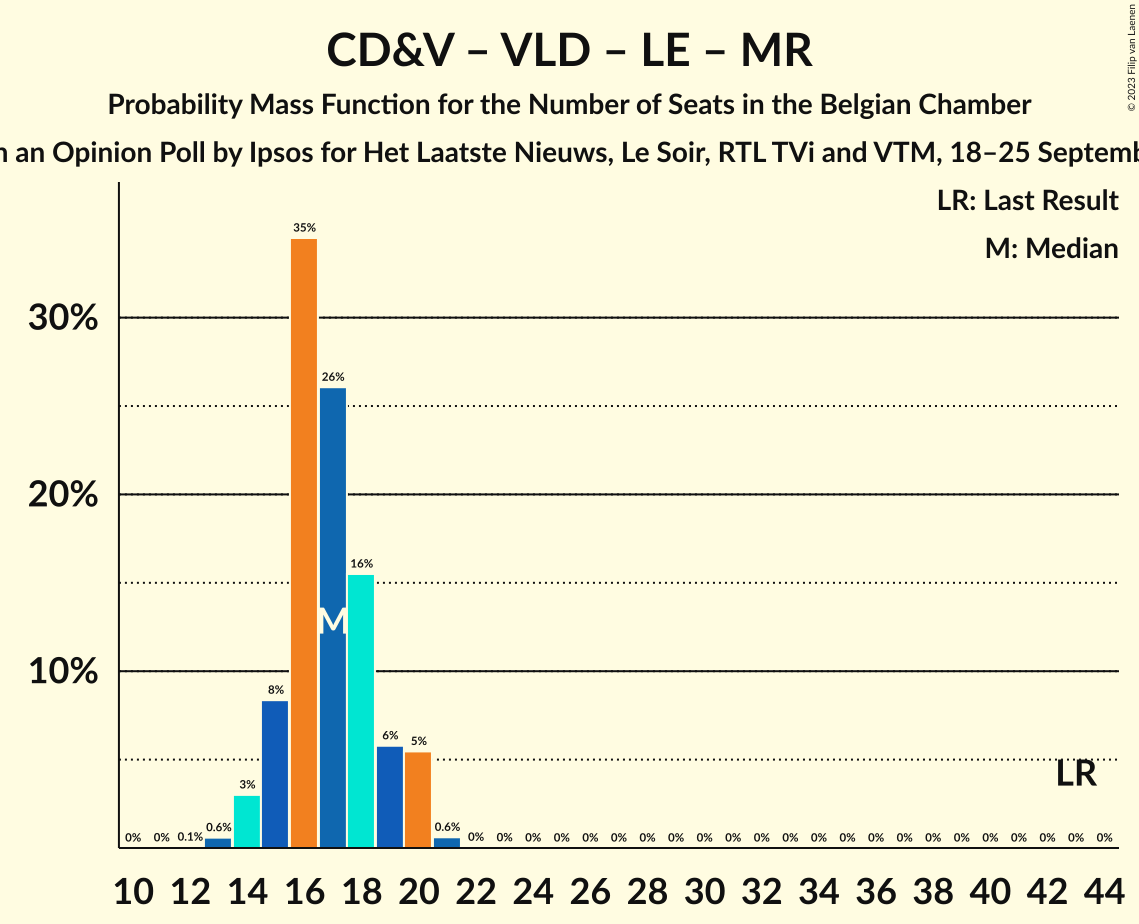 © 2023 Filip van Laenen
CD&V – VLD – LE – MR
Probability Mass Function for the Number of Seats in the Belgian Chamber
an Opinion Poll by Ipsos for Het Laatste Nieuws, Le Soir, RTL TVi and VTM, 18–25
LR: Last Result
M: Median
30%
20%
10%
0% 0% 0.1% 0.6% 3% 8% 35% 26% 16% 6% 5% 0.6% 0% 0% 0% 0% 0% 0% 0% 0% 0% 0% 0% 0% 0% 0% 0% 0% 0% 0% 0% 0% 0% 0% 0%
M
LR
10 12 14 16 18 20 22 24 26 28 30 32 34 36 38 40 42 44